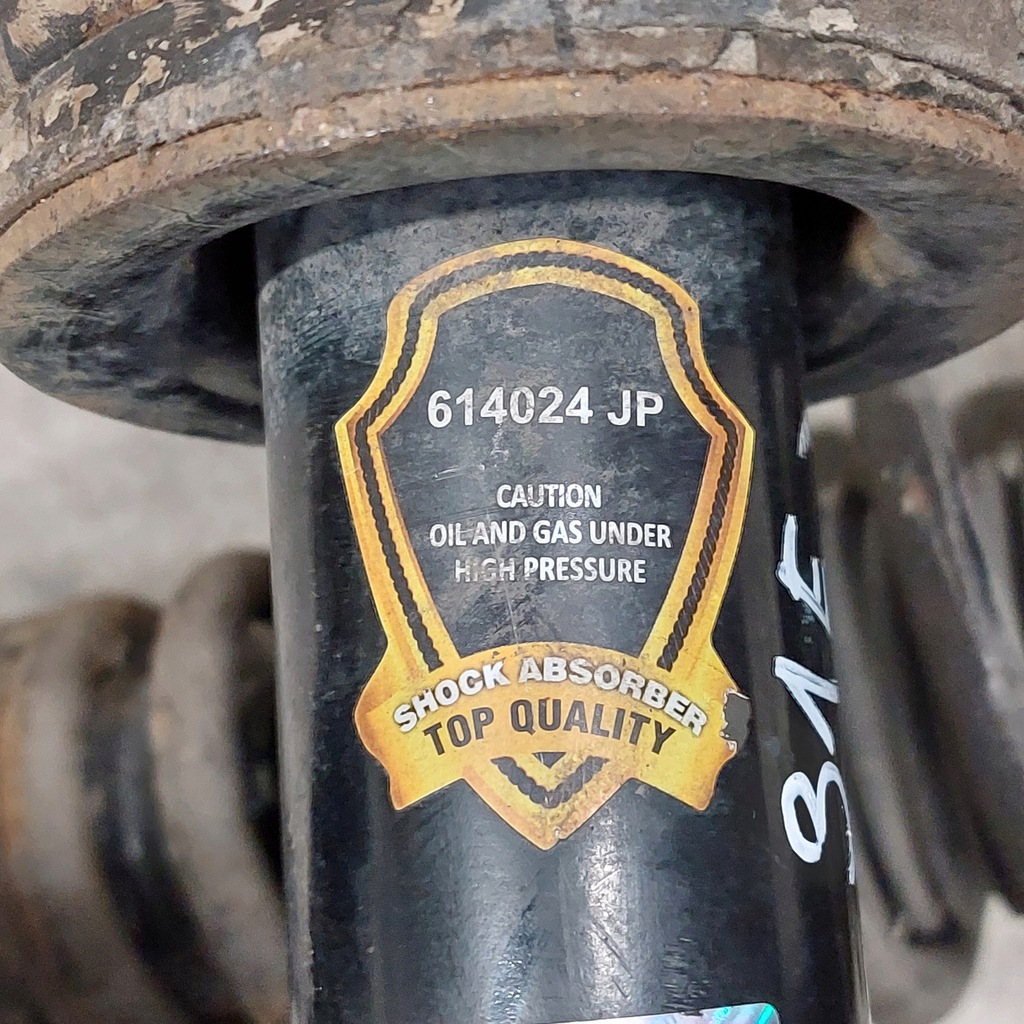 614024 JP
CAUTION
OIL AND GAS UNDER
HIGH PRESSURE
SHOCK ABSORBER
TOP QUALITY